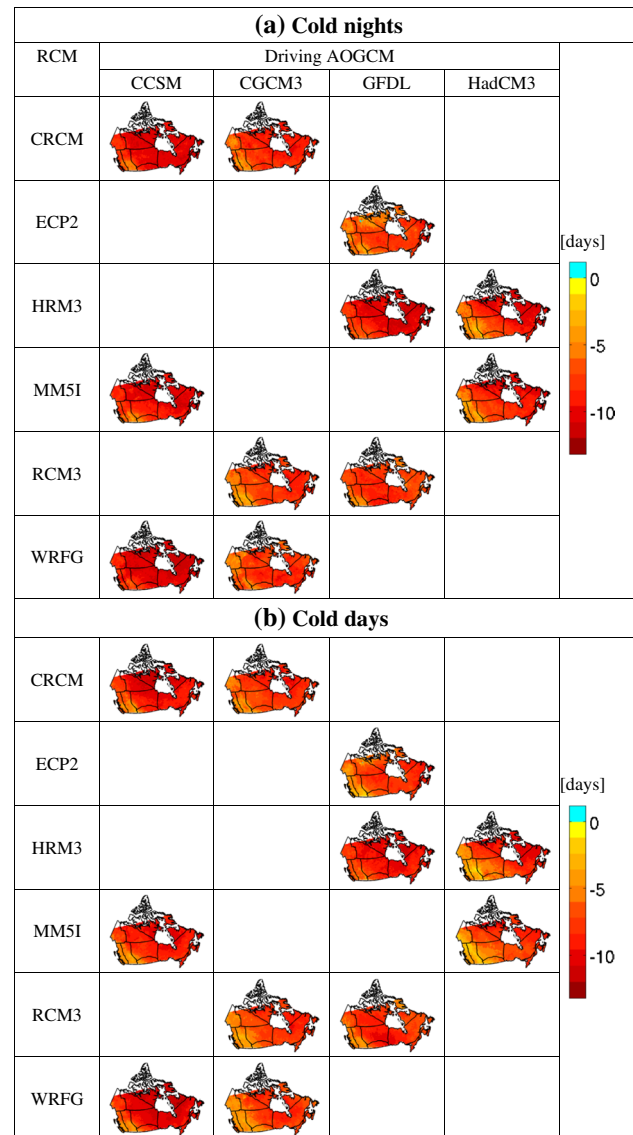 (a) Cold nights
RCM
Driving AOGCM
CCSM CGCM3 GFDL HadCM3
CRCM
ECP2
[days]
0
HRM3
-5
MM5I
-10
RCM3
WRFG
(b) Cold days
CRCM
ECP2
[days]
0
HRM3
-5
MM5I
-10
RCM3
WRFG